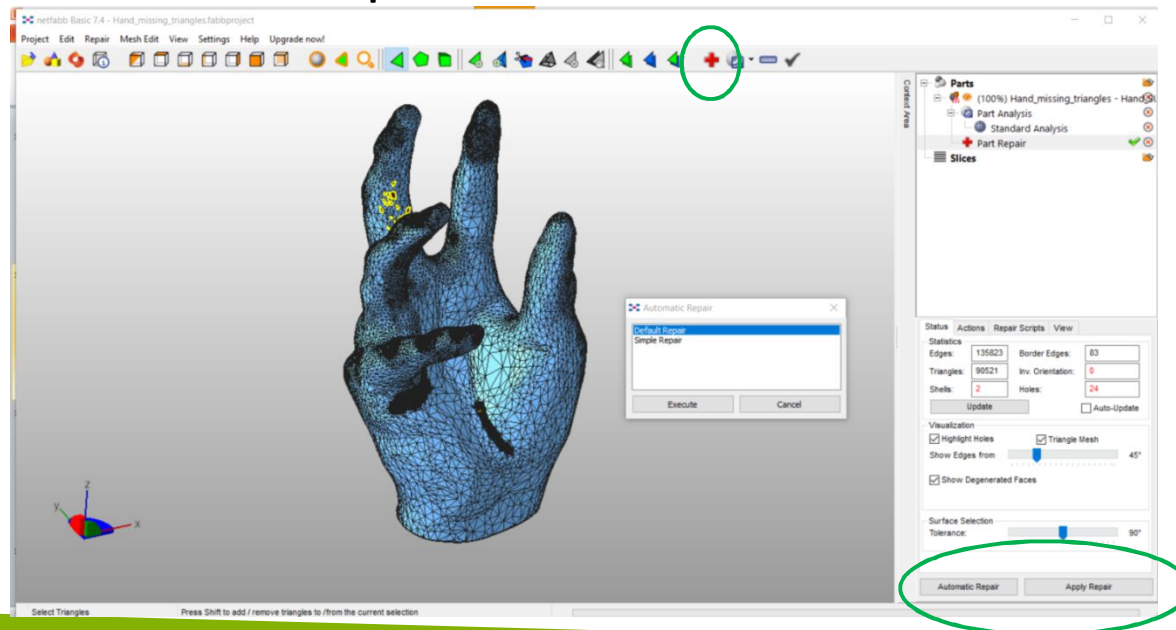 netfabb Basic 7.4 - Hand_missing_triangles.fabbproject
Project Edit Repair Mesh Edit View Settings Help Upgrade now!
Context Area
Parts
(100%) Hand_missing_triangles - Hand
Part Analysis
Standard Analysis
Part Repair
Slices
Automatic Repair
Default Repair
Simple Repair
Execute Cancel
Status Actions Repair Scripts View
Statistics
Edges: 135823 Border Edges: 83
Triangles: 90521 Inv. Orientation: 0
Shells: 2 Holes: 24
Update Auto-Update
Visualization
Highlight Holes Triangle Mesh
Show Edges from 45°
Show Degenerated Faces
Surface Selection
Tolerance: 90°
Automatic Repair Apply Repair
z
y
x
Select Triangles Press Shift to add / remove triangles to /from the current selection